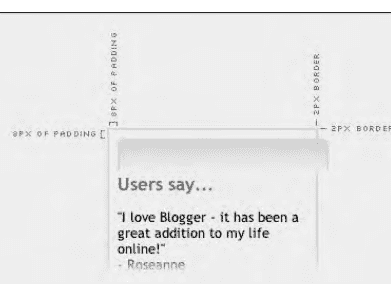 8PX OF PADDING
2PX BORDER
8PX OF PADDING
2PX BORDER
Users say...
"I love Blogger - it has been a
great addition to my life
online!"
- Roseanne